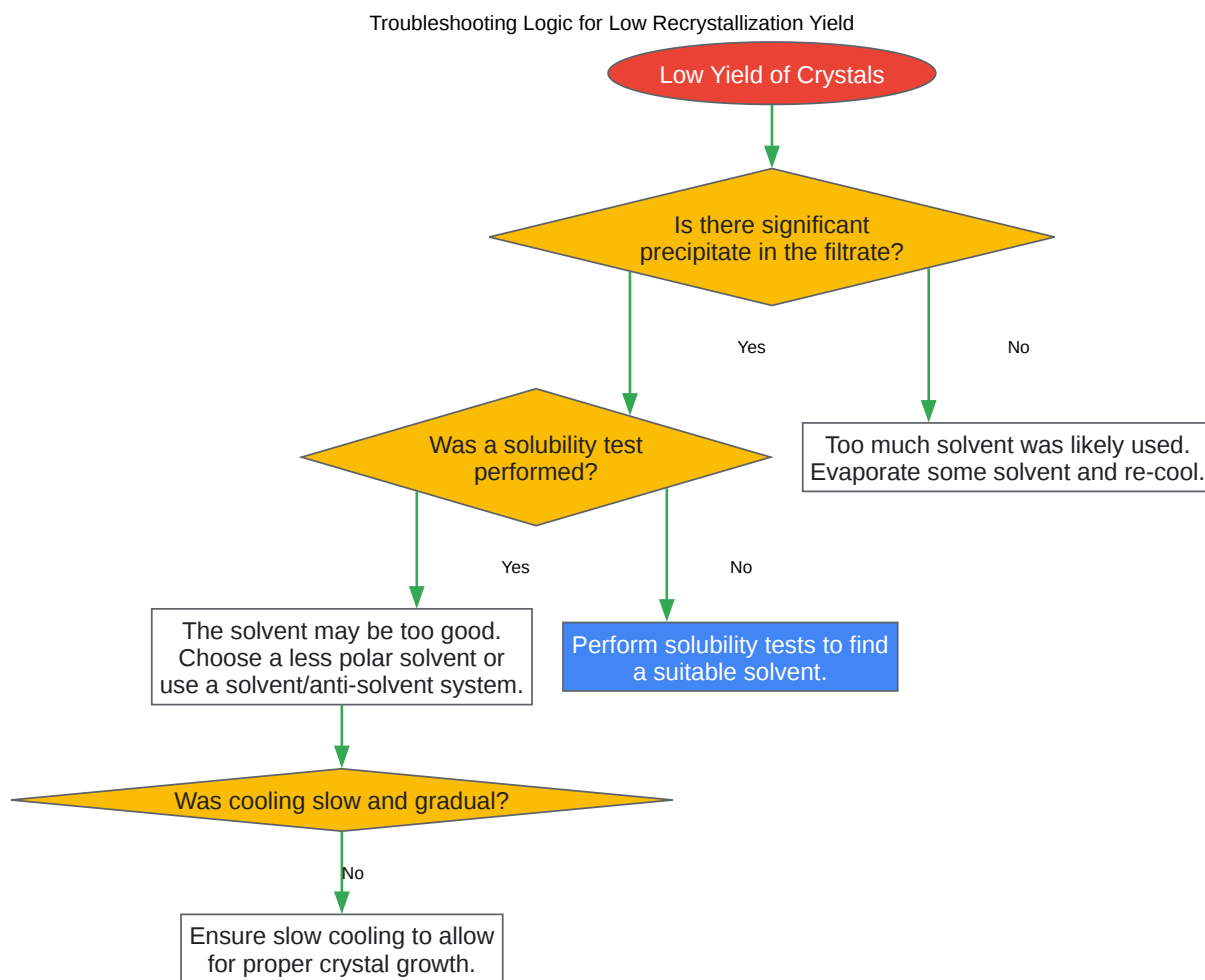 Troubleshooting Logic for Low Recrystallization Yield
Low Yield of Crystals
Is there significant
precipitate in the filtrate?
Yes
No
Was a solubility test
performed?
Too much solvent was likely used.
Evaporate some solvent and re-cool.
Yes
No
The solvent may be too good.
Choose a less polar solvent or
use a solvent/anti-solvent system.
Perform solubility tests to find
a suitable solvent.
Was cooling slow and gradual?
No
Ensure slow cooling to allow
for proper crystal growth.